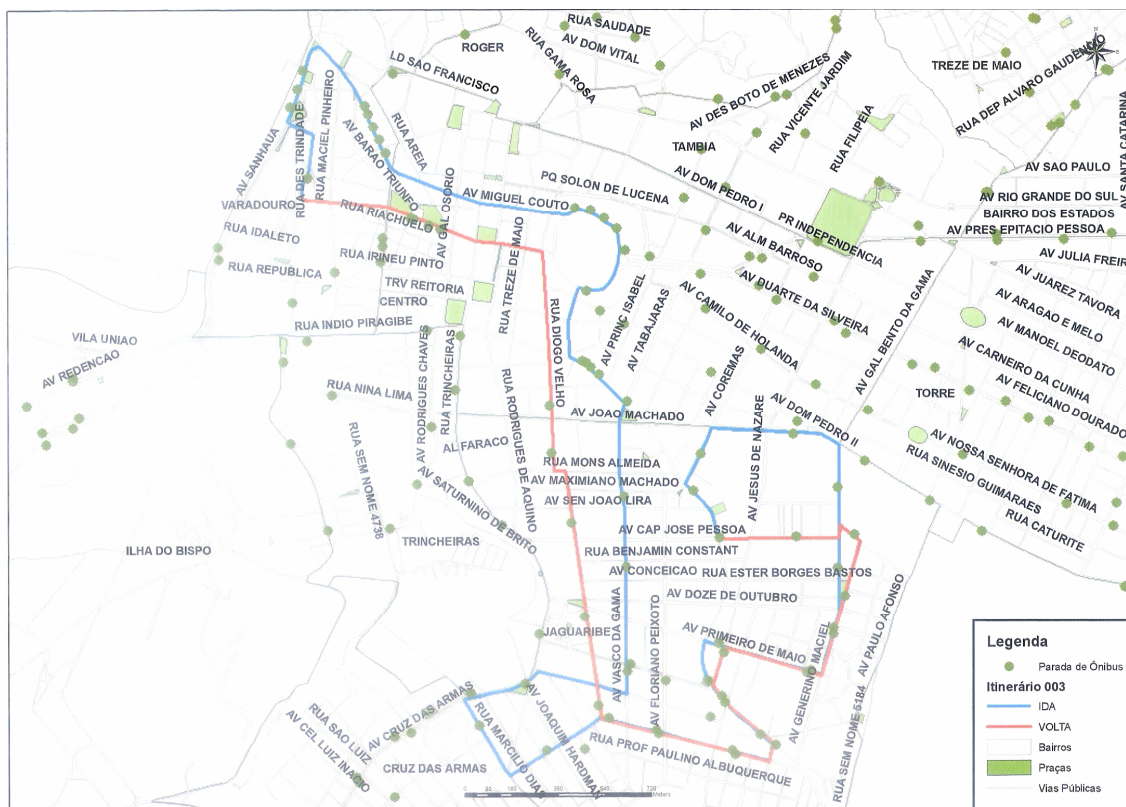 RUA SAUDADE
ROGER
RUA GAMA ROSA
AV DOM VITAL
LD SAO FRANCISCO
AV DES BOTO DE MENEZES
RUA VICENTE JARDIM
TREZE DE MAIO
RUA DEP ALVARO GAUDENCIO
RUA FILIPEIA
TAMBIA
AV SANHAUA
RUA DES TRINDADE
RUA MACIEL PINHEIRO
AV BARAO TRIUNFO
RUA AREIA
AV DOM PEDRO I
AV SAO PAULO
AV SANTA CATARINA
AV RIO GRANDE DO SUL
BAIRRO DOS ESTADOS
AV PRES EPITACIO PESSOA
PQ SOLON DE LUCENA
AV MIGUEL COUTO
VARADOURO
RUA RIACHUELO
AV GAL OSORIO
PR INDEPENDENCIA
AV ALM BARROSO
AV JULIA FREIR
RUA IDALETO
RUA IRINEU PINTO
RUA TREZE DE MAIO
RUA REPUBLICA
TRV REITORIA
CENTRO
AV PRINC ISABEL
AV TABAJARAS
AV CAMILO DE HOLANDA
AV DUARTE DA SILVEIRA
AV GAL BENTO DA GAMA
AV JUAREZ TAVORA
AV ARAGAO E MELO
AV MANOEL DEODATO
AV CARNEIRO DA CUNHA
AV FELICIANO DOURADO
RUA INDIO PIRAGIBE
RUA DIOGO VELHO
VILA UNIAO
AV REDENCAO
RUA NINA LIMA
AV RODRIGUES CHAVES
RUA TRINCHEIRAS
RUA RODRIGUES DE AQUINO
AV JOAO MACHADO
AV COREMAS
AV DOM PEDRO II
TORRE
AV NOSSA SENHORA DE FATIMA
RUA SINESIO GUIMARAES
RUA CATURITE
AL FARACO
RUA SEM NOME 4738
AV SATURNINO DE BRITO
RUA MONS ALMEIDA
AV MAXIMIANO MACHADO
AV SEN JOAO LIRA
AV JESUS DE NAZARE
AV CAP JOSE PESSOA
TRINCHEIRAS
ILHA DO BISPO
RUA BENJAMIN CONSTANT
AV CONCEICAO
RUA ESTER BORGES BASTOS
AV DOZE DE OUTUBRO
JAGUARIBE
AV VASCO DA GAMA
AV FLORIANO PEIXOTO
AV PRIMEIRO DE MAIO
AV GENERINO MACIEL
AV PAULO AFONSO
RUA SEM NOME 5184
AV CRUZ DAS ARMAS
RUA SAO LUIZ
AV CEL LUIZ INACIO
CRUZ DAS ARMAS
RUA MARCILIO DIAS
AV JOAQUIM HARDMAN
RUA PROF PAULINO ALBUQUERQUE
Legenda
Parada de Ônibus
Itinerário 003
IDA
VOLTA
Bairros
Praças
Vias Públicas